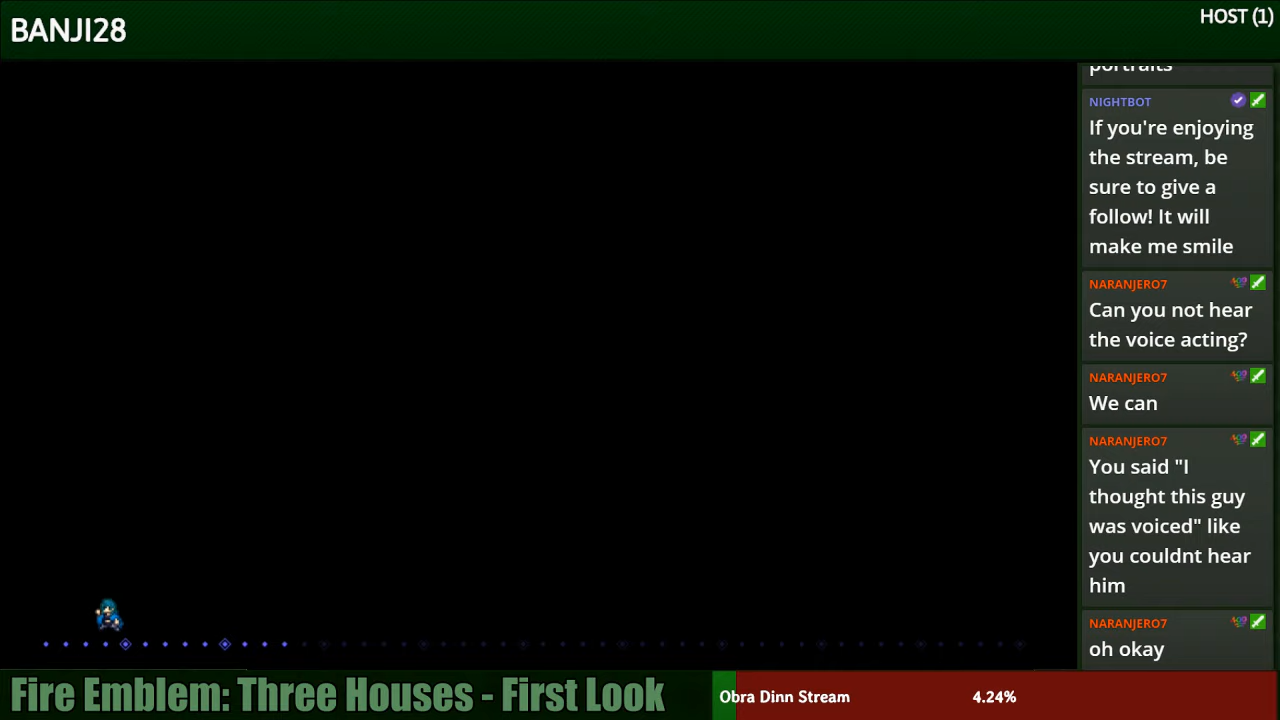 BANJI28
HOST (1)
portraits
NIGHTBOT
If you're enjoying
the stream, be
sure to give a
follow! It will
make me smile
NARANJERO7
Can you not hear
the voice acting?
NARANJERO7
We can
NARANJERO7
You said "I
thought this guy
was voiced" like
you couldnt hear
him
NARANJERO7
oh okay
Fire Emblem: Three Houses - First Look
Obra Dinn Stream 4.24%